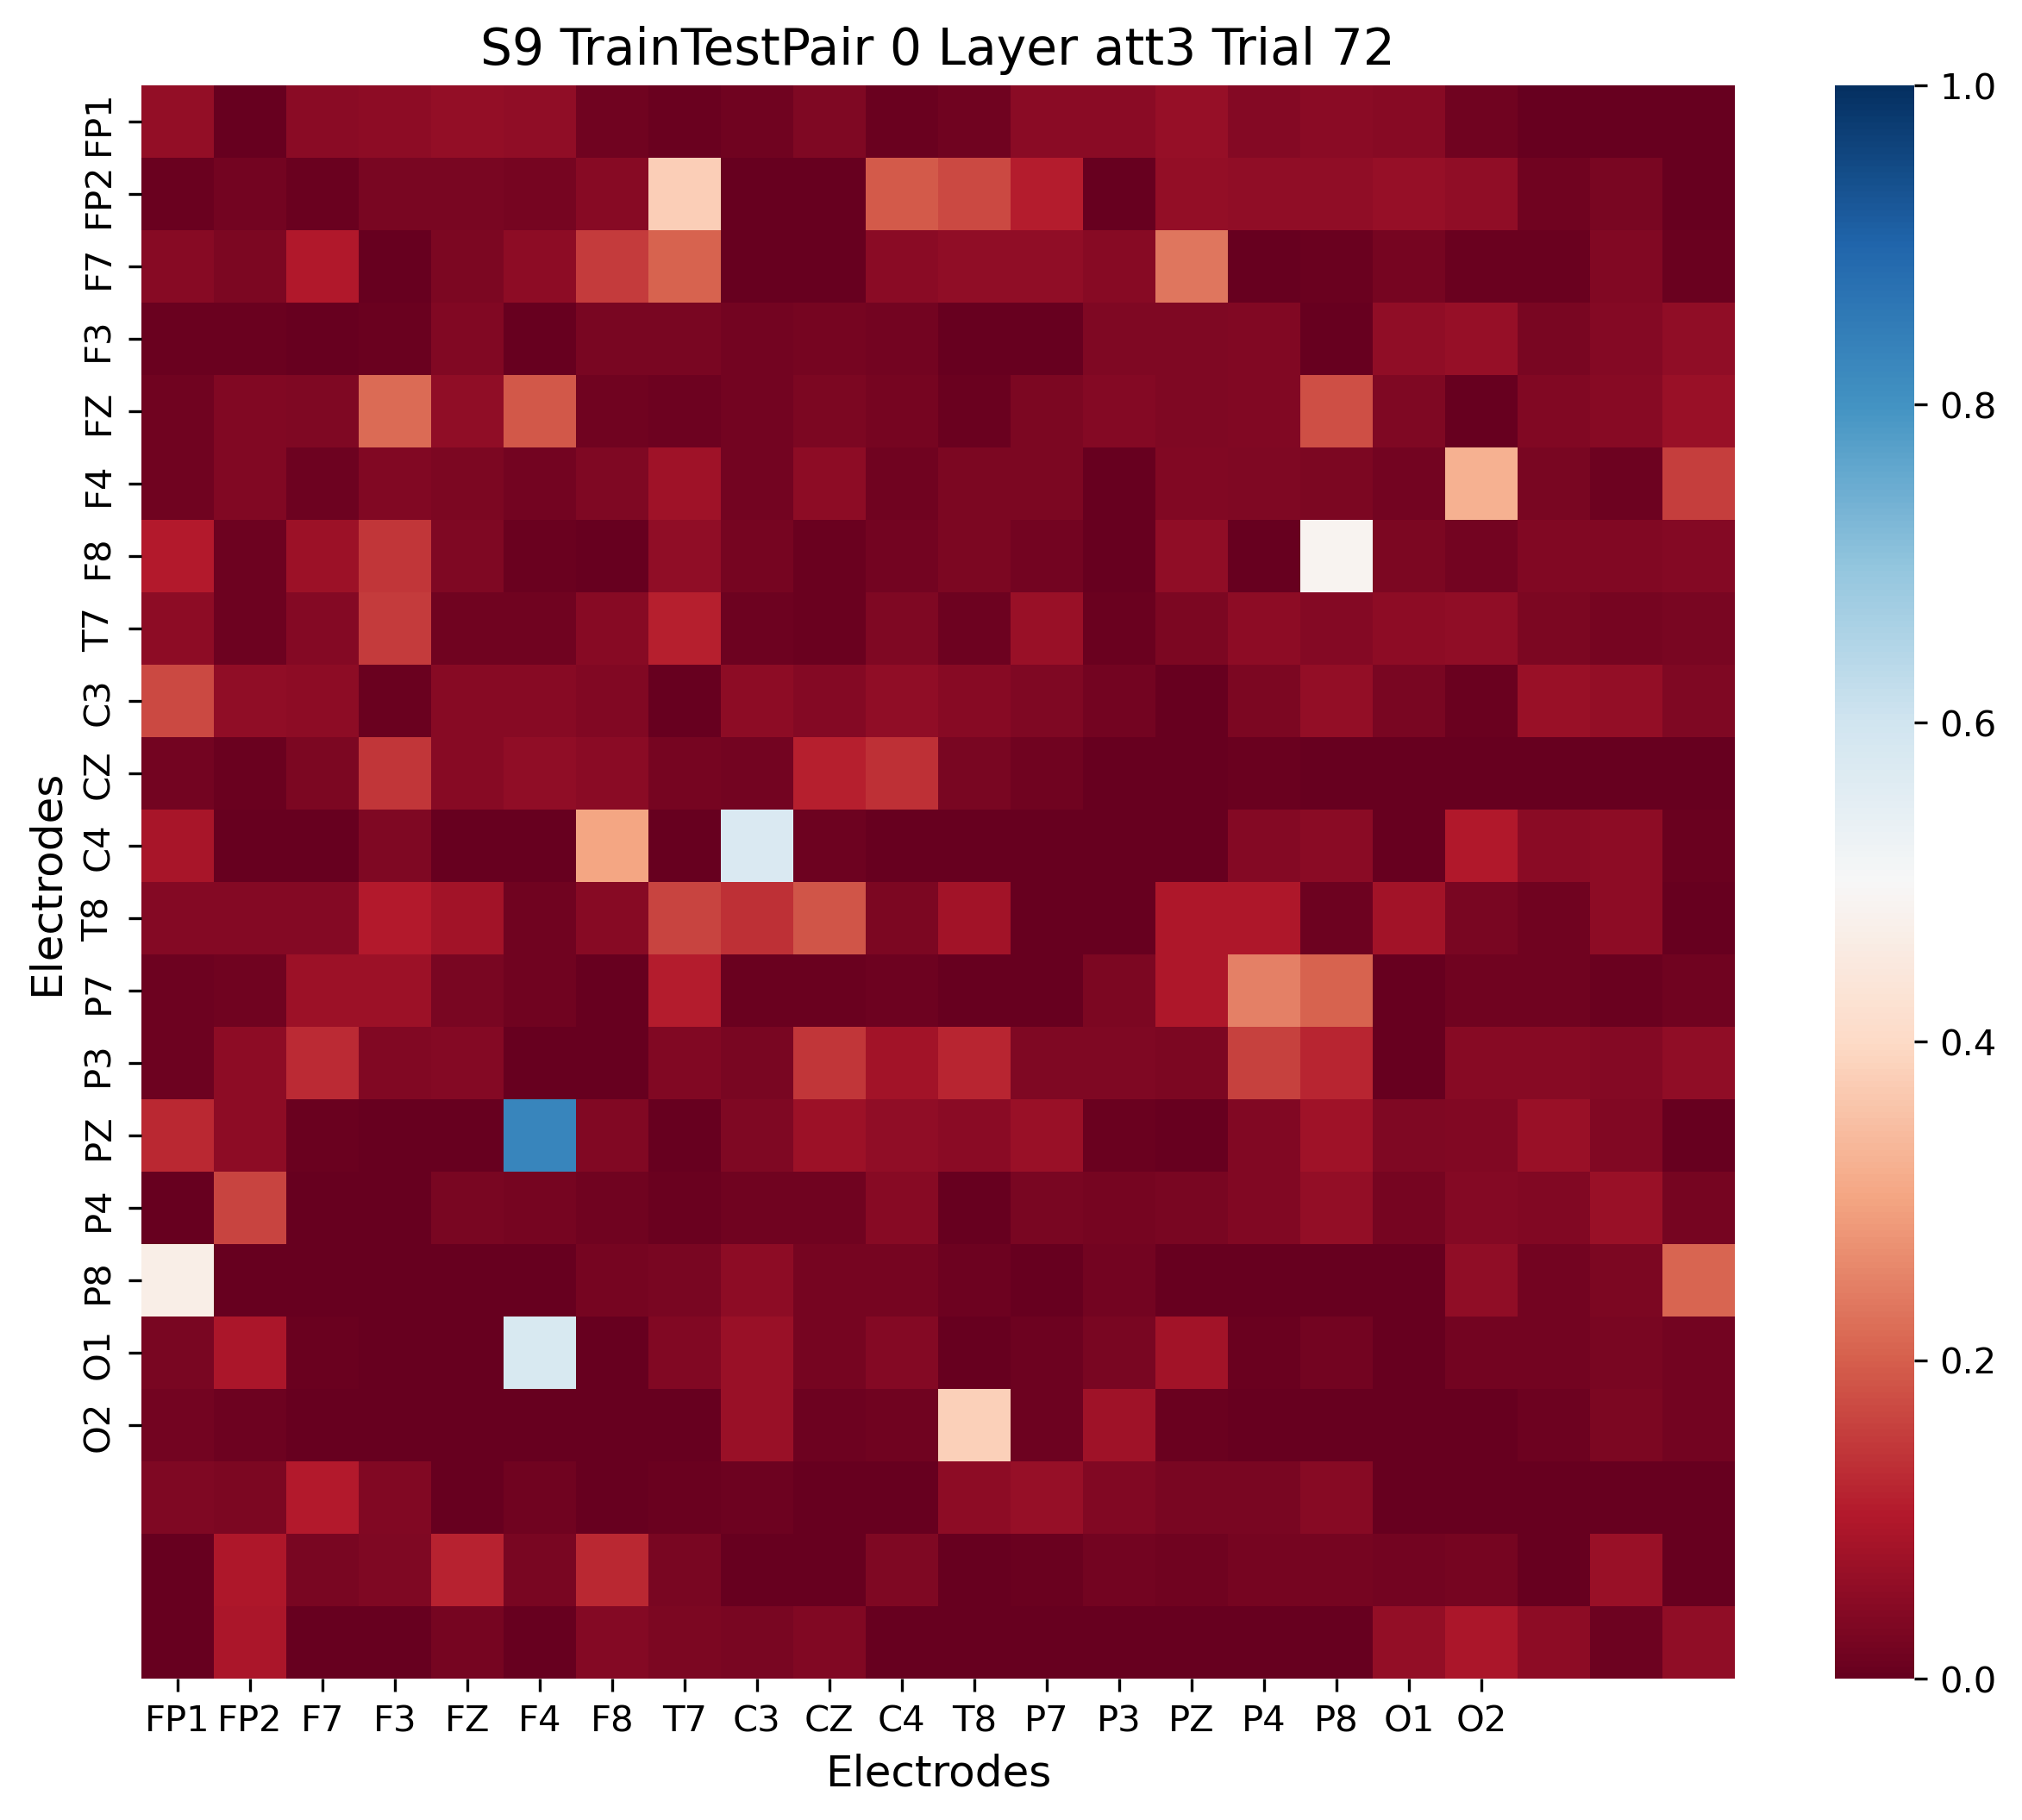 S9 TrainTestPair 0 Layer att3 Trial 72
FP1
FP2
F7
F3
FZ
F4
F8
T7
C3
CZ
C4
T8
P7
P3
PZ
P4
P8
O1
O2
Electrodes
FP1 FP2 F7 F3 FZ F4 F8 T7 C3 CZ C4 T8 P7 P3 PZ P4 P8 O1 O2
Electrodes
1.0
0.8
0.6
0.4
0.2
0.0